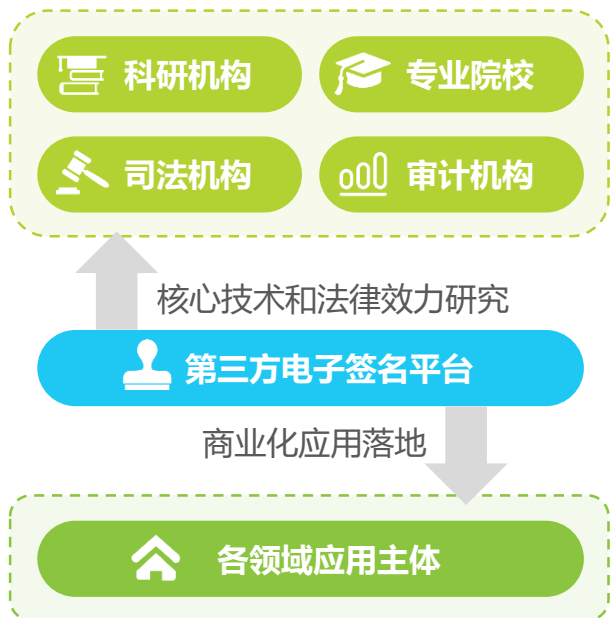 科研机构
专业院校
司法机构
审计机构
核心技术和法律效力研究
第三方电子签名平台
商业化应用落地
各领域应用主体